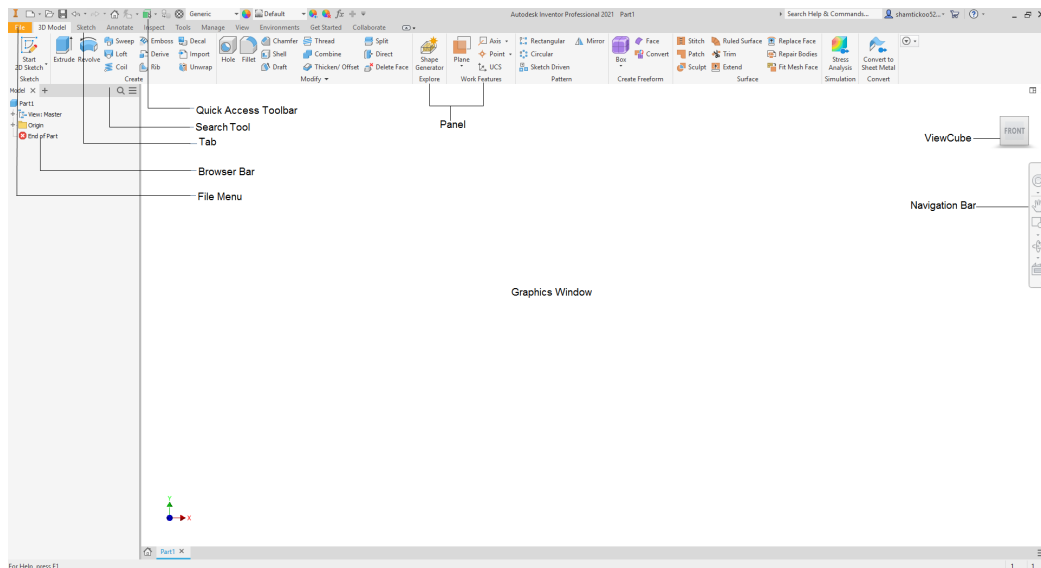 Generic Default Autodesk Inventor Professional 2021 Part1 Search Help & Commands... shamtickoo52...
File 3D Model Sketch Annotate Inspect Tools Manage View Environments Get Started Collaborate
Start 2D Sketch Extrude Revolve Sweep Emboss Decal Hole Fillet Chamfer Thread Split Shape Generator Plane Axis Rectangular Mirror Box Face Stitch Ruled Surface Replace Face Stress Analysis Convert to Sheet Metal
Loft Derive Import Shell Combine Direct Point Circular Convert Patch Trim Repair Bodies
Coil Rib Unwrap Draft Thicken/ Offset Delete Face UCS Sketch Driven Sculpt Extend Fit Mesh Face
Sketch Create Modify Explore Work Features Pattern Create Freeform Surface Simulation Convert
Model × +
Part1
View: Master
Origin
End of Part
Quick Access Toolbar
Search Tool
Tab
Browser Bar
File Menu
Panel
ViewCube
FRONT
Navigation Bar
Graphics Window
Y
X
Part1 ×
For Help, press F1 1 1